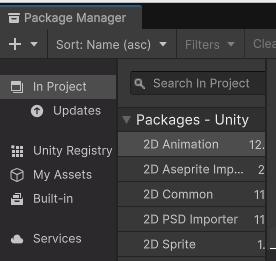 Package Manager
+ Sort: Name (asc) Filters Clea
In Project
Updates
Unity Registry
My Assets
Built-in
Services
Search In Project
Packages - Unity
2D Animation 12.
2D Aseprite Imp... 2
2D Common 11
2D PSD Importer 11
2D Sprite 1.